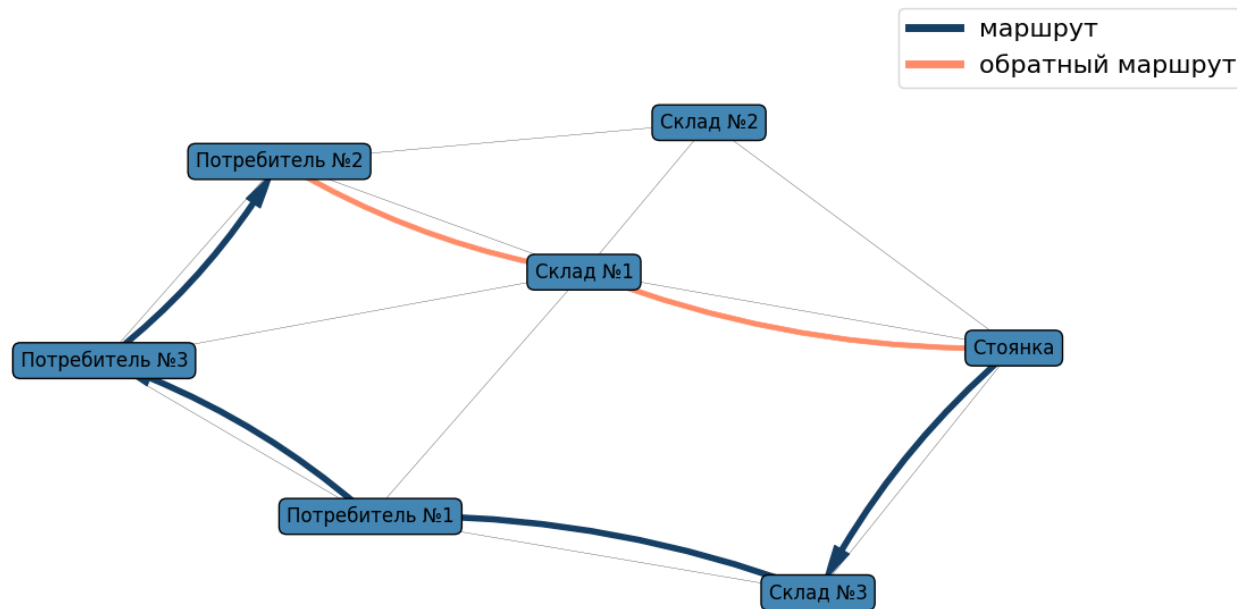 маршрут
обратный маршрут
Склад №2
Потребитель №2
Склад №1
Стоянка
Потребитель №3
Потребитель №1
Склад №3